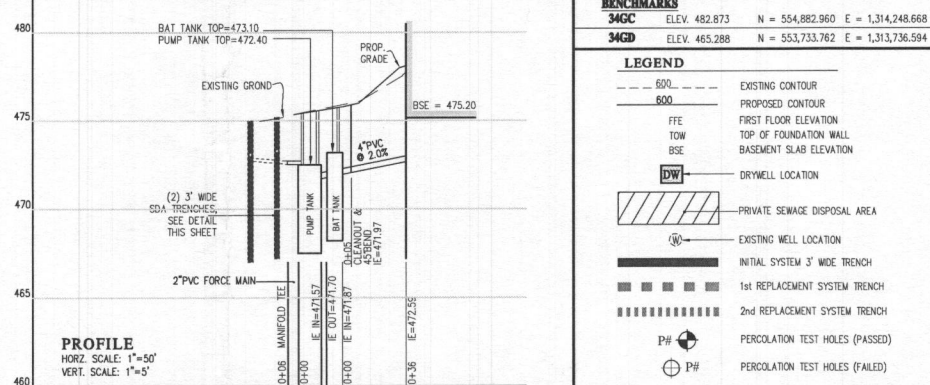 480
475
470
465
460
BAT TANK TOP=473.10
PUMP TANK TOP=472.40
PROP.
GRADE
EXISTING GROND
BSE = 475.20
4"PVC
@ 2.0%
(2) 3' WIDE
SDA TRENCHES,
SEE DETAIL
THIS SHEET
PUMP TANK
BAT TANK
0+05
CLEANOUT &
45°BEND
IE=471.97
2"PVC FORCE MAIN
0+06 MANIFOLD TEE
0+00 IE IN=471.57
IE OUT=471.70
0+00 IE IN=471.87
0+36 IE=472.59
PROFILE
HORZ. SCALE: 1"=50'
VERT. SCALE: 1"=5'
BENCHMARKS
34GC ELEV. 482.873 N = 554,882.960 E = 1,314,248.668
34GD ELEV. 465.288 N = 553,733.762 E = 1,313,736.594
LEGEND
600 EXISTING CONTOUR
600 PROPOSED CONTOUR
FFE FIRST FLOOR ELEVATION
TOW TOP OF FOUNDATION WALL
BSE BASEMENT SLAB ELEVATION
DW DRYWELL LOCATION
PRIVATE SEWAGE DISPOSAL AREA
W EXISTING WELL LOCATION
INITIAL SYSTEM 3' WIDE TRENCH
1st REPLACEMENT SYSTEM TRENCH
2nd REPLACEMENT SYSTEM TRENCH
P# PERCOLATION TEST HOLES (PASSED)
P# PERCOLATION TEST HOLES (FAILED)